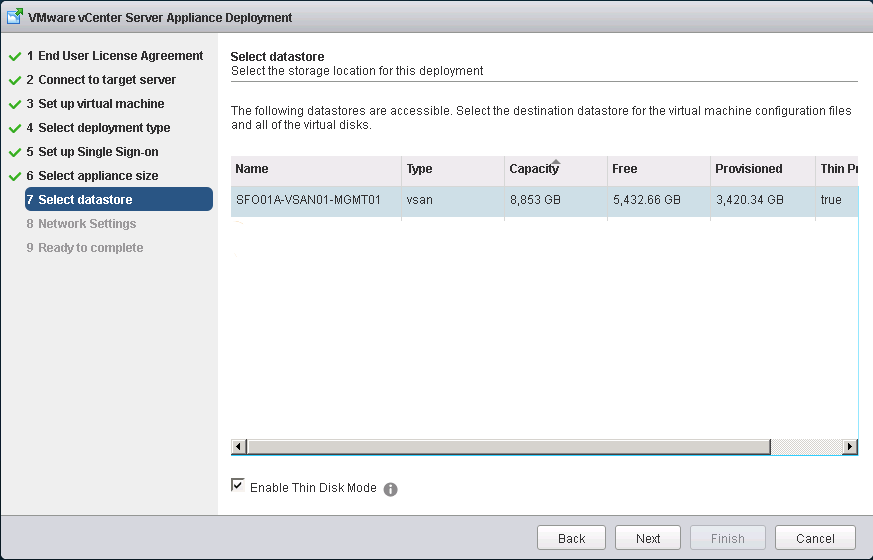 VMware vCenter Server Appliance Deployment
1 End User License Agreement
2 Connect to target server
3 Set up virtual machine
4 Select deployment type
5 Set up Single Sign-on
6 Select appliance size
7 Select datastore
8 Network Settings
9 Ready to complete
Select datastore
Select the storage location for this deployment
The following datastores are accessible. Select the destination datastore for the virtual machine configuration files
and all of the virtual disks.
Name Type Capacity Free Provisioned Thin Pr
SFO01A-VSAN01-MGMT01 vsan 8,853 GB 5,432.66 GB 3,420.34 GB true
Enable Thin Disk Mode
Back Next Finish Cancel